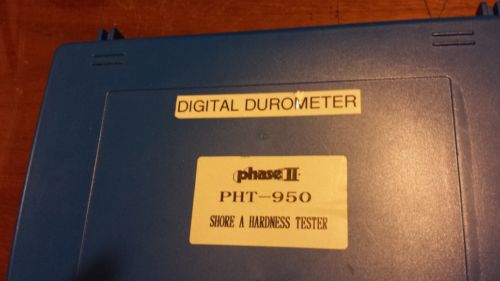 DIGITAL DUROMETER
phase II
PHT-950
SHORE A HARDNESS TESTER